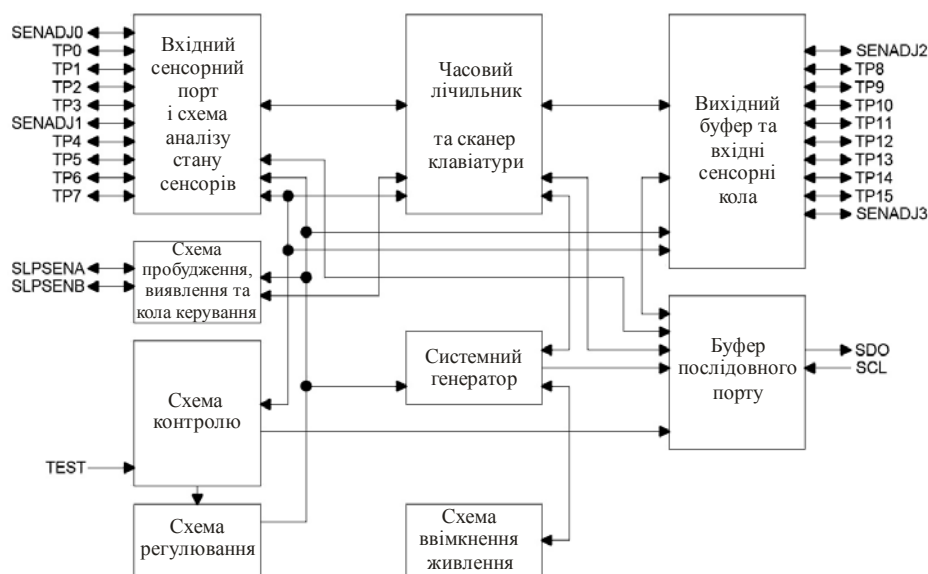 SENADJ0
TP0
TP1
TP2
TP3
SENADJ1
TP4
TP5
TP6
TP7
Вхідний
сенсорний
порт
і схема
аналізу
стану
сенсорів
Часовий
лічильник
та сканер
клавіатури
Вихідний
буфер та
вхідні
сенсорні
кола
SENADJ2
TP8
TP9
TP10
TP11
TP12
TP13
TP14
TP15
SENADJ3
SLPSENA
SLPSENB
Схема
пробудження,
виявлення та
кола керування
Системний
генератор
Буфер
послідовного
порту
SDO
SCL
Схема
контролю
TEST
Схема
регулювання
Схема
ввімкнення
живлення